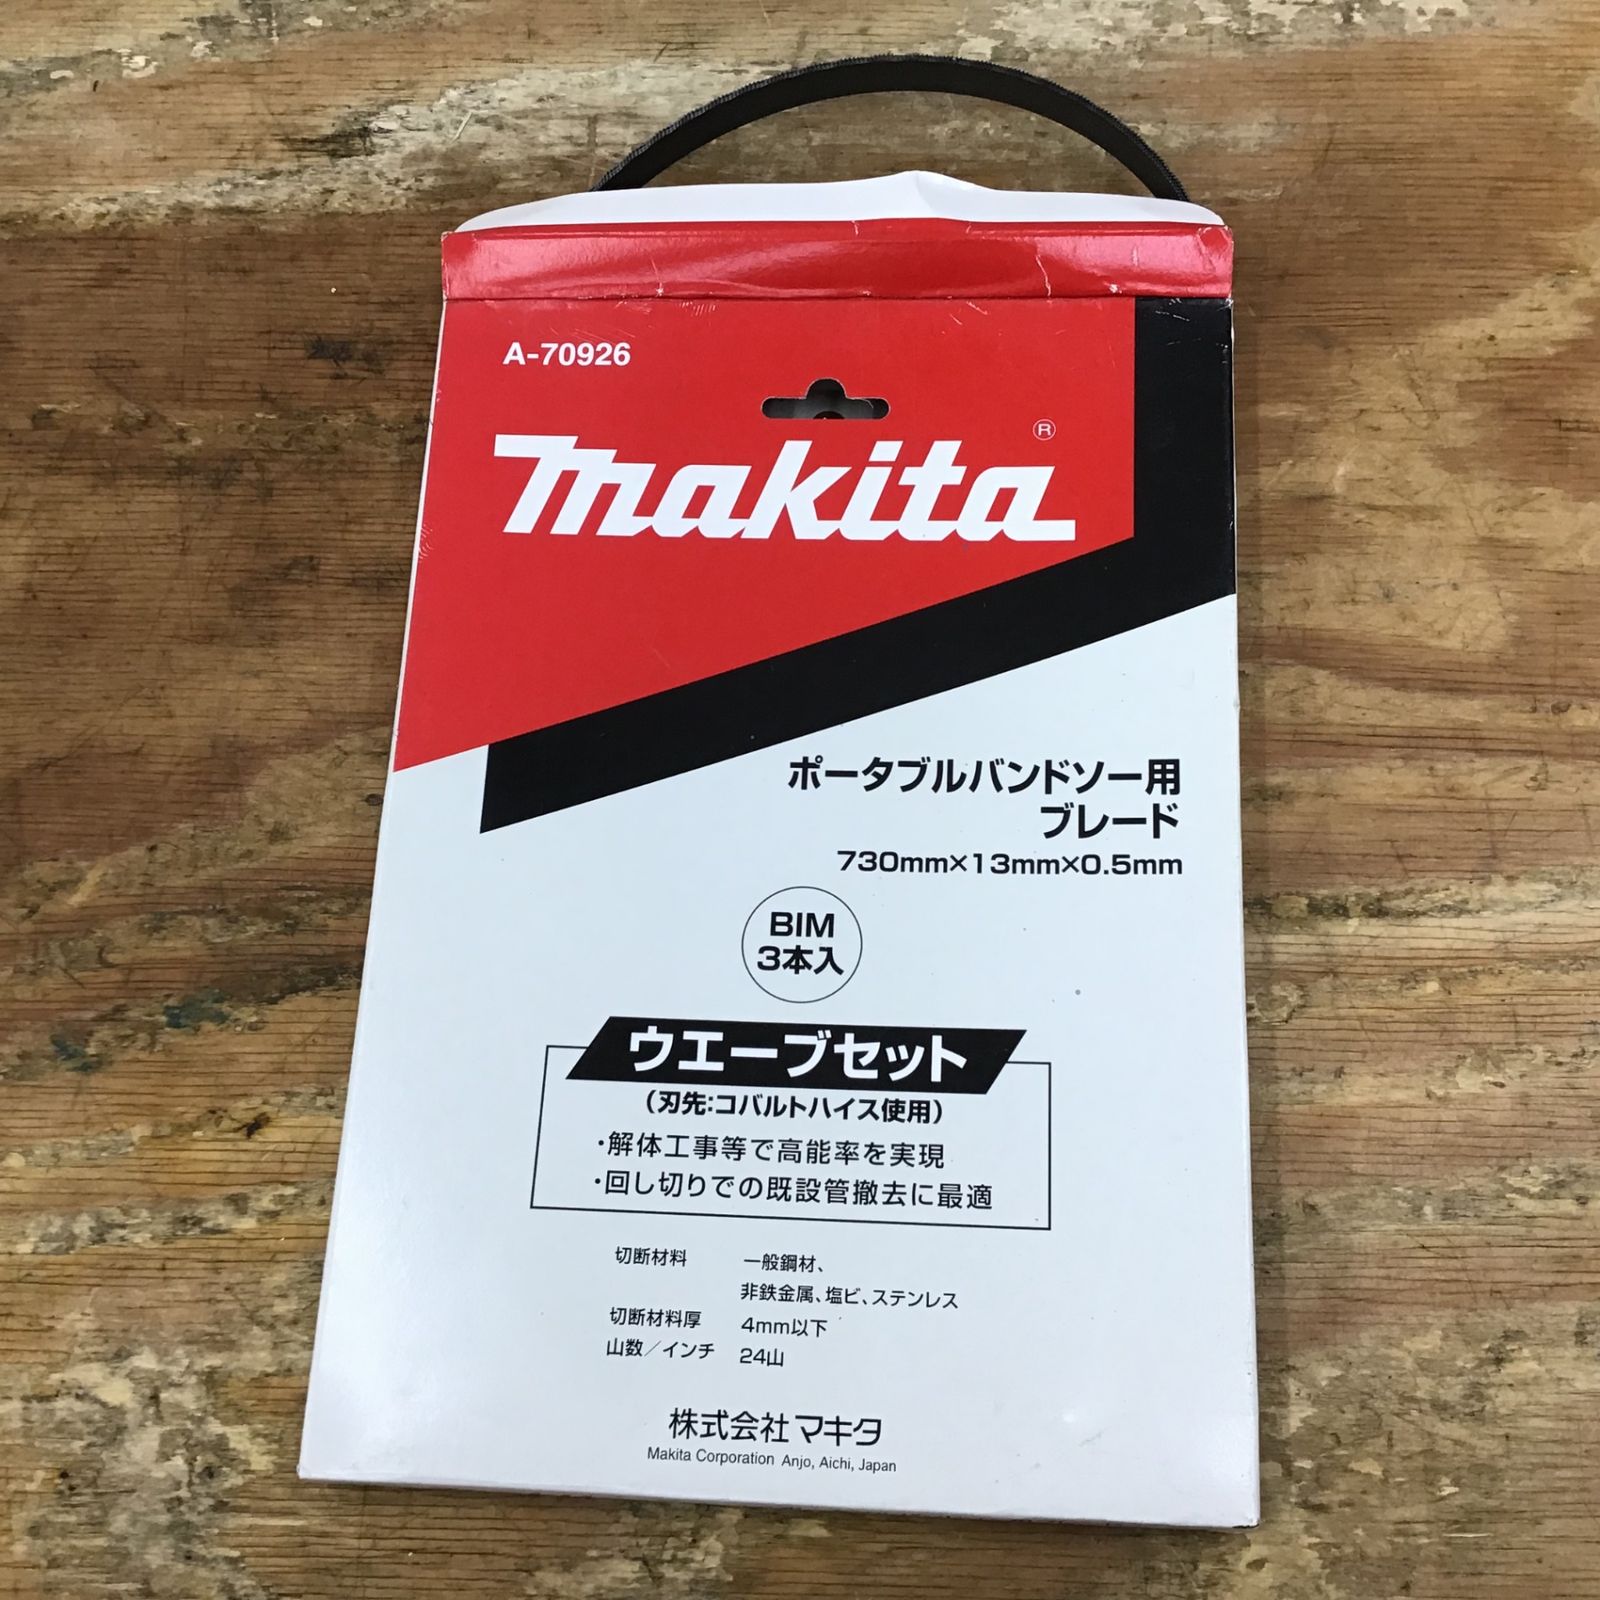 A-70926
makita®
ポータブルバンドソー用
ブレード
730mm×13mm×0.5mm
BIM
3本入
ウエーブセット
(刃先:コバルトハイス使用)
・解体工事等で高能率を実現
・回し切りでの既設管撤去に最適
切断材料 一般鋼材、
非鉄金属、塩ビ、ステンレス
切断材料厚 4mm以下
山数/インチ 24山
株式会社マキタ
Makita Corporation Anjo, Aichi, Japan